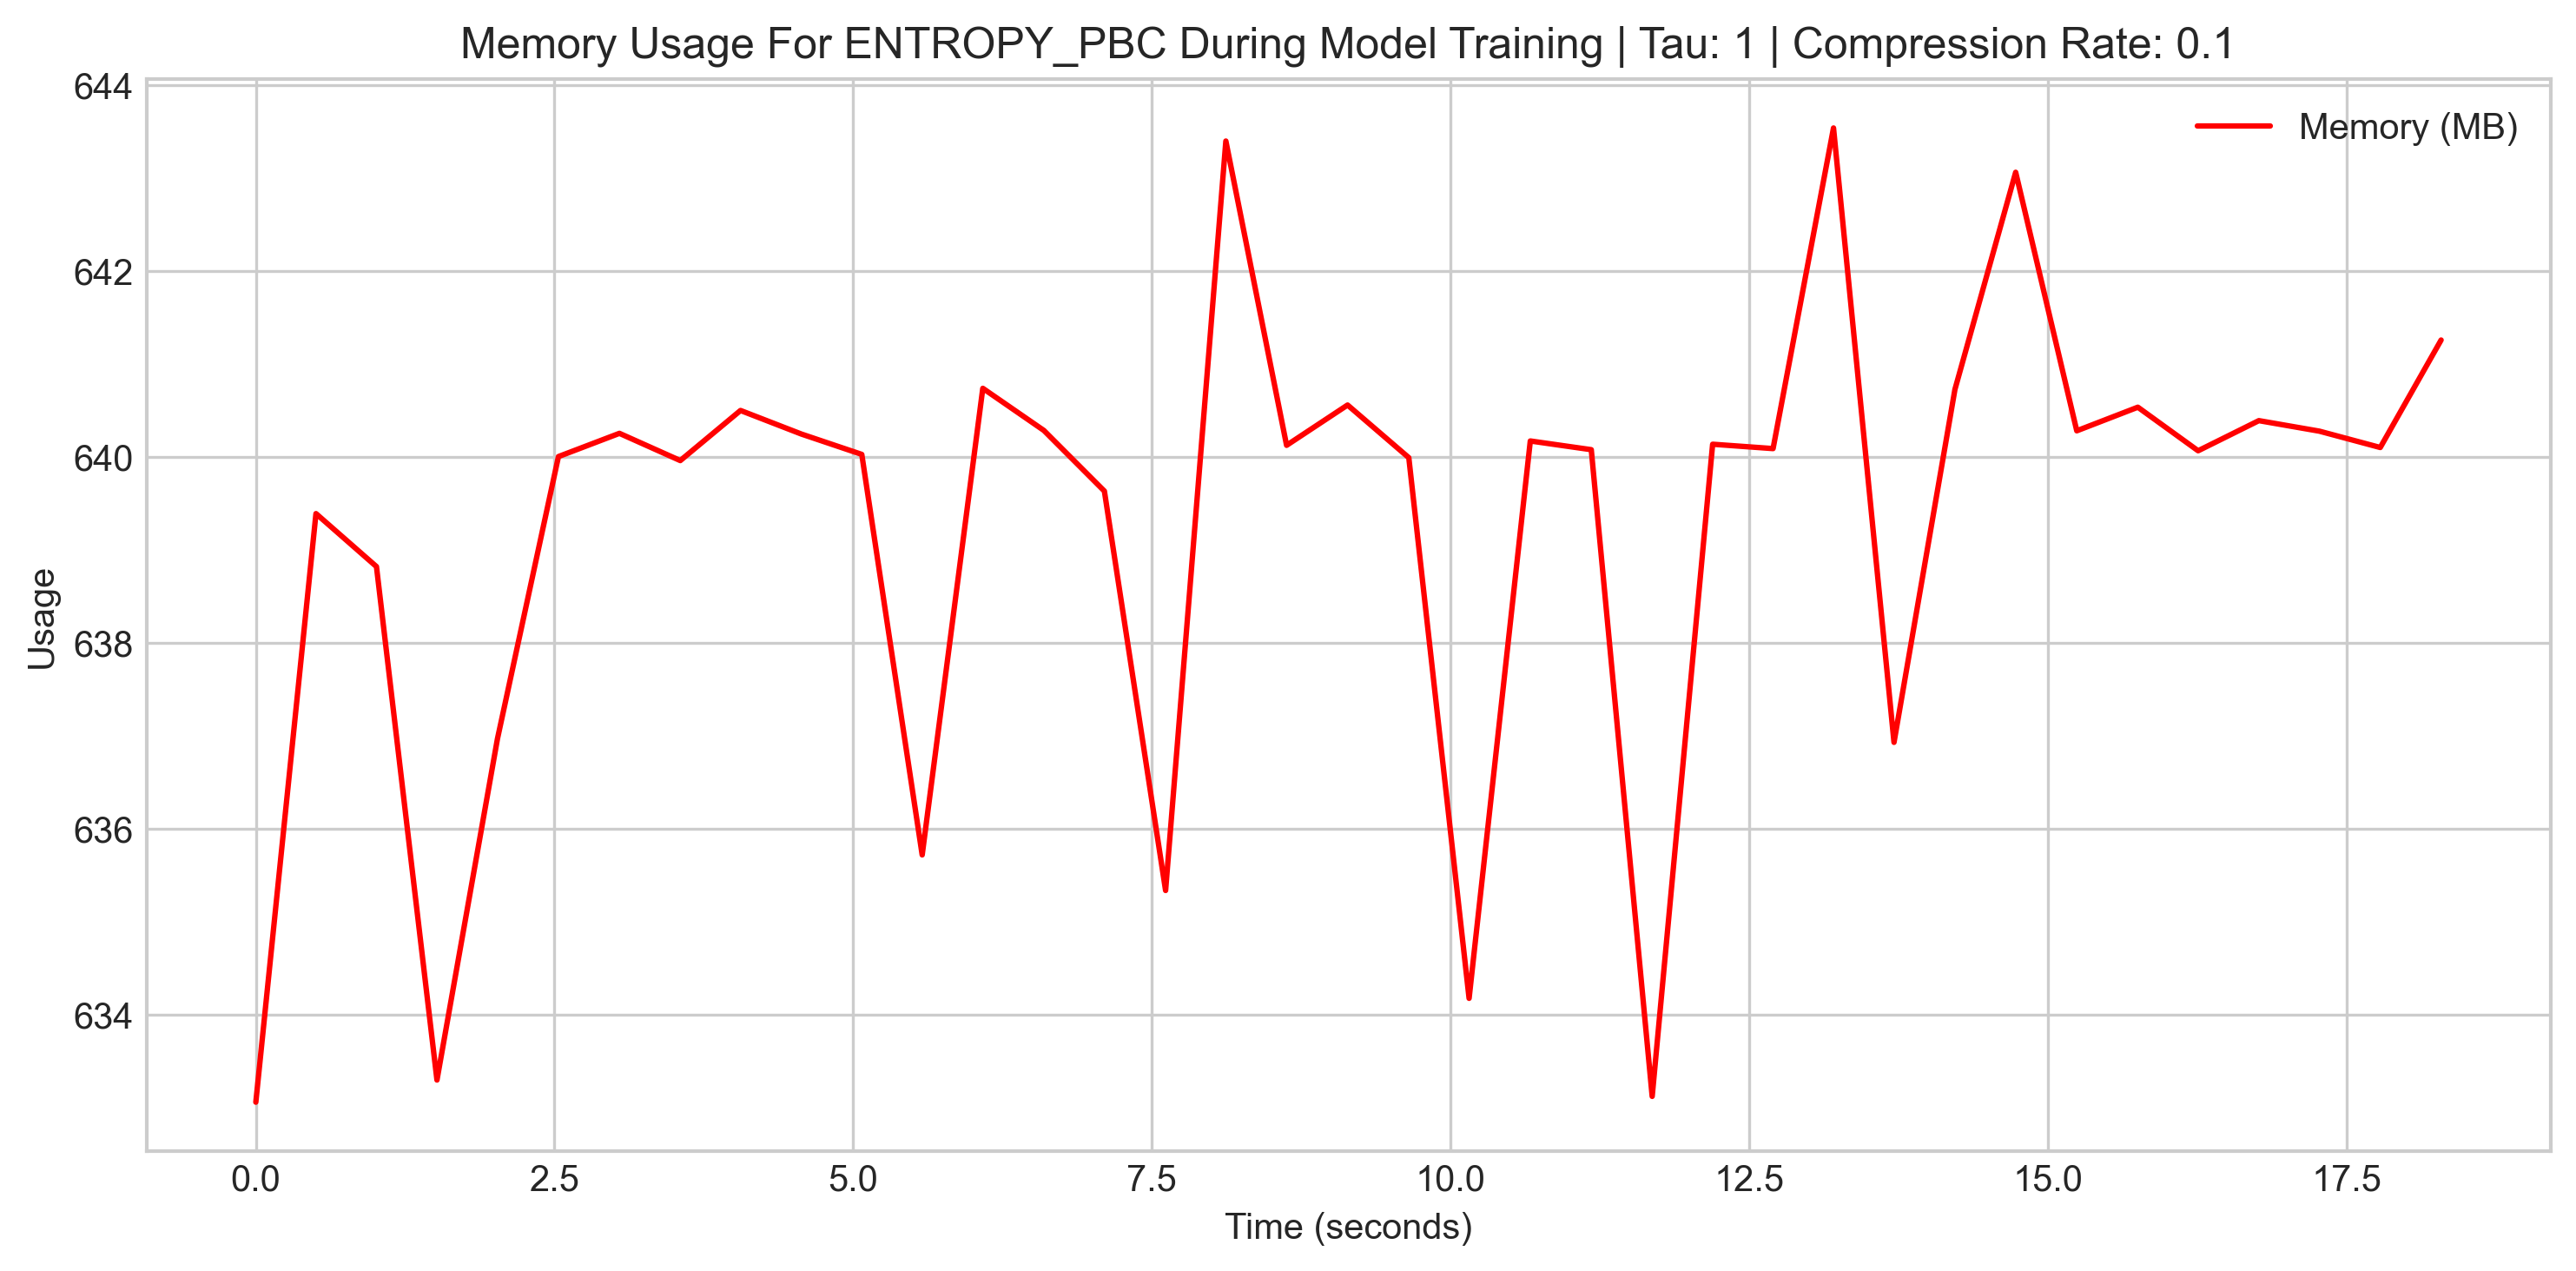 Memory Usage For ENTROPY_PBC During Model Training | Tau: 1 | Compression Rate: 0.1
Memory (MB)
644
642
640
638
636
634
Usage
0.0 2.5 5.0 7.5 10.0 12.5 15.0 17.5
Time (seconds)